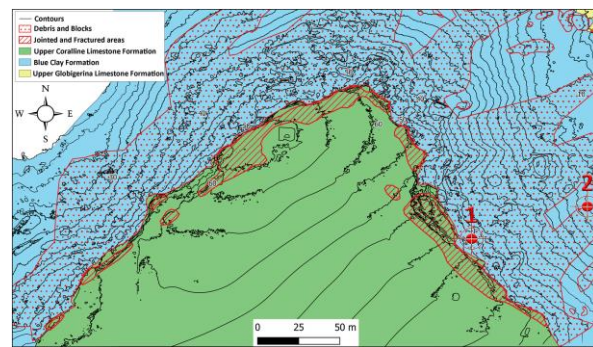 Contours
Debris and Blocks
Jointed and Fractured areas
Upper Coralline Limestone Formation
Blue Clay Formation
Upper Globigerina Limestone Formation
N
W E
S
2
1
0 25 50 m